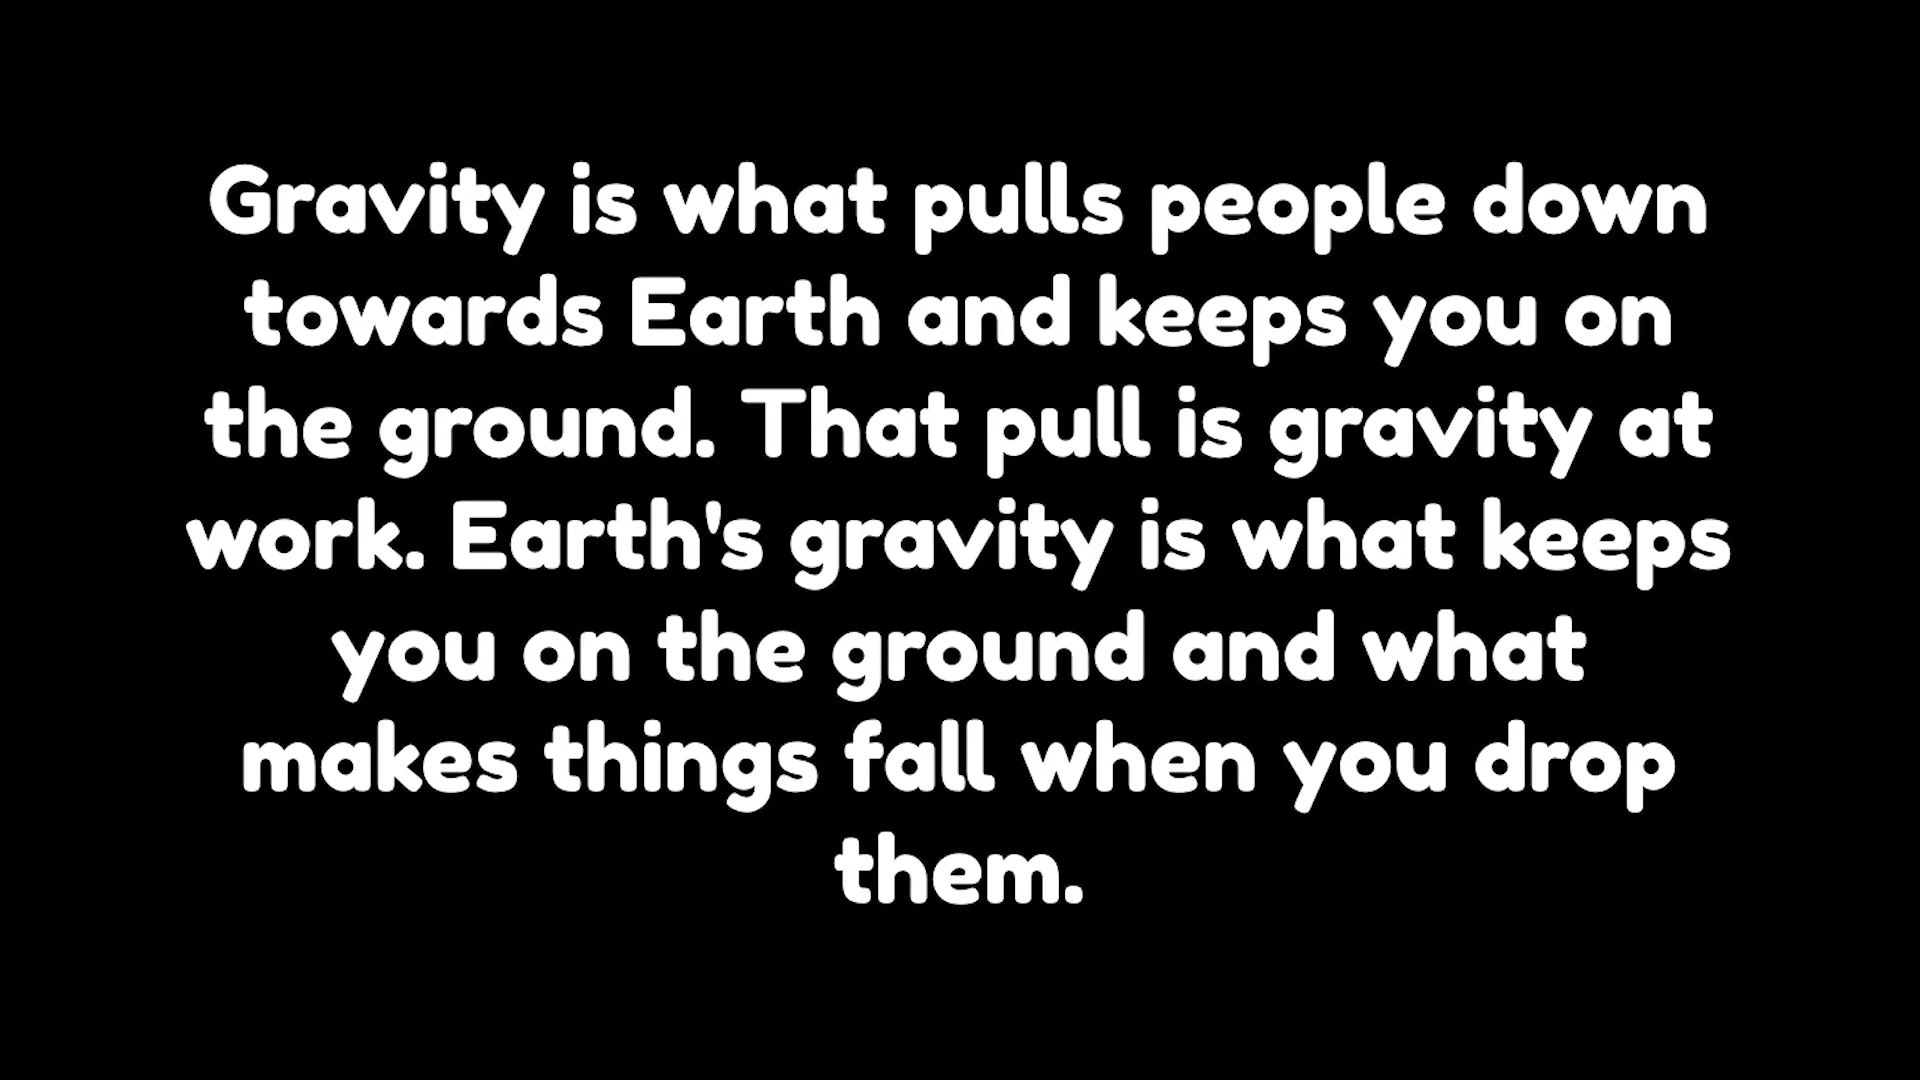 Gravity is what pulls people down
towards Earth and keeps you on
the ground. That pull is gravity at
work. Earth's gravity is what keeps
you on the ground and what
makes things fall when you drop
them.